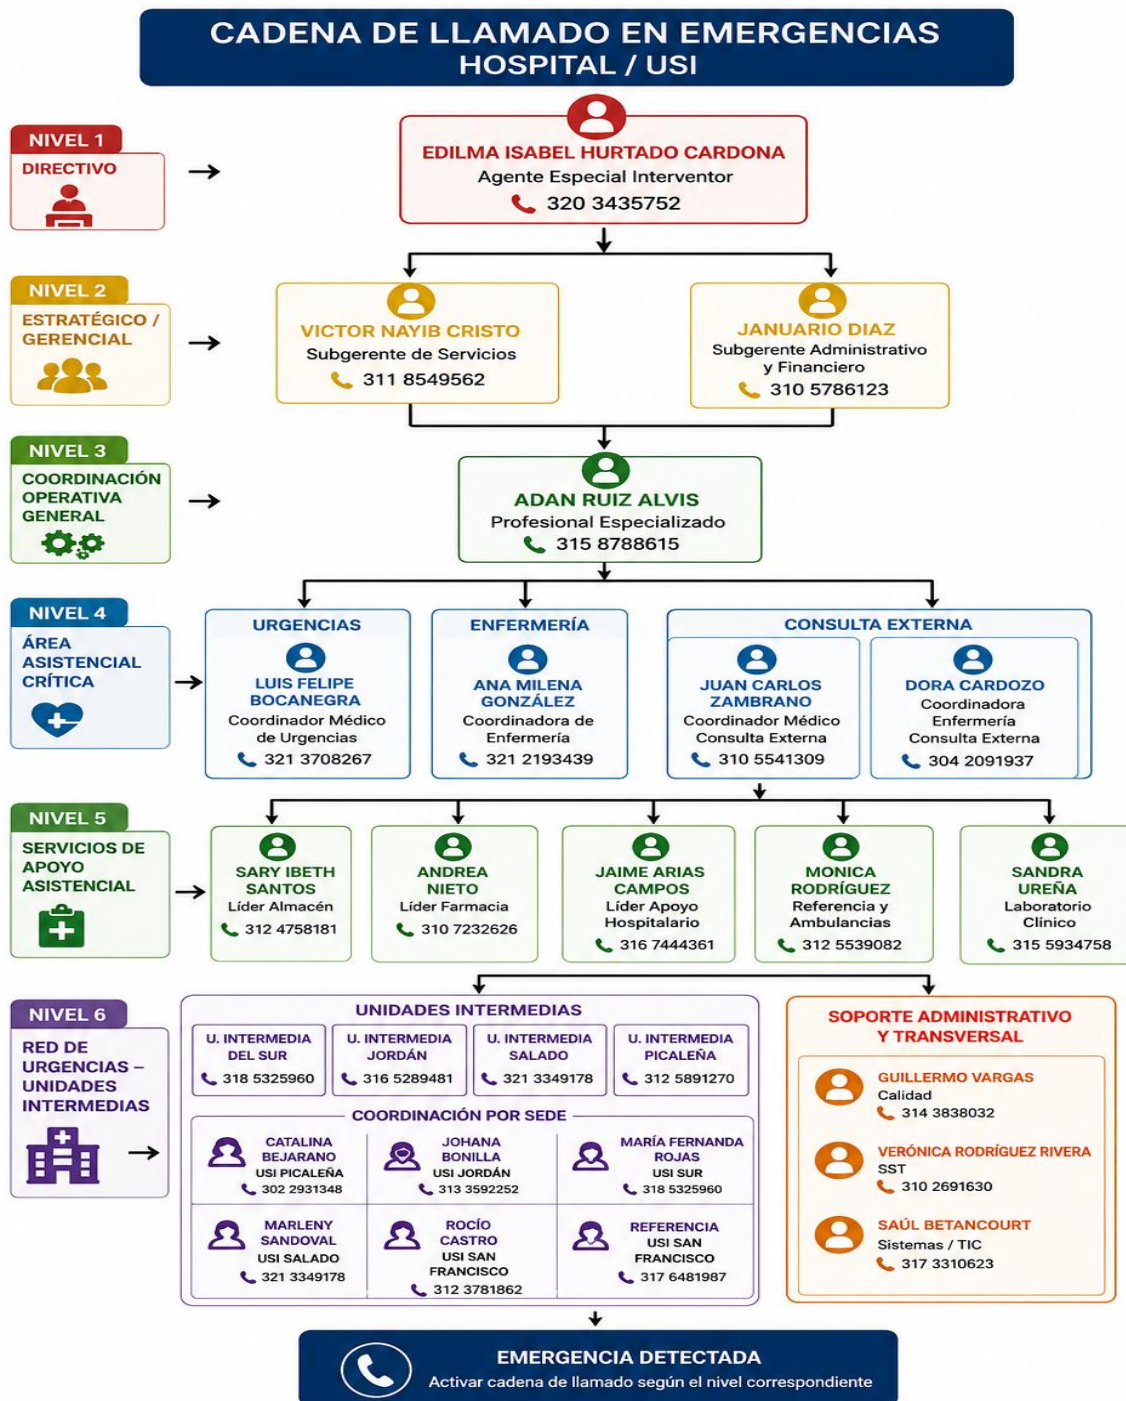 CADENA DE LLAMADO EN EMERGENCIAS
HOSPITAL / USI
NIVEL 1
DIRECTIVO
EDILMA ISABEL HURTADO CARDONA
Agente Especial Interventor
320 3435752
NIVEL 2
ESTRATÉGICO /
GERENCIAL
VICTOR NAYIB CRISTO
Subgerente de Servicios
311 8549562
JANUARIO DIAZ
Subgerente Administrativo
y Financiero
310 5786123
NIVEL 3
COORDINACIÓN
OPERATIVA
GENERAL
ADAN RUIZ ALVIS
Profesional Especializado
315 8788615
NIVEL 4
ÁREA
ASISTENCIAL
CRÍTICA
URGENCIAS
LUIS FELIPE
BOCANEGRA
Coordinador Médico
de Urgencias
321 3708267
ENFERMERÍA
ANA MILENA
GONZÁLEZ
Coordinadora de
Enfermería
321 2193439
CONSULTA EXTERNA
JUAN CARLOS
ZAMBRANO
Coordinador Médico
Consulta Externa
310 5541309
DORA CARDOZO
Coordinadora
Enfermería
Consulta Externa
304 2091937
NIVEL 5
SERVICIOS DE
APOYO
ASISTENCIAL
SARY IBETH
SANTOS
Líder Almacén
312 4758181
ANDREA
NIETO
Líder Farmacia
310 7232626
JAIME ARIAS
CAMPOS
Líder Apoyo
Hospitalario
316 7444361
MONICA
RODRÍGUEZ
Referencia y
Ambulancias
312 5539082
SANDRA
UREÑA
Laboratorio
Clínico
315 5934758
NIVEL 6
RED DE
URGENCIAS –
UNIDADES
INTERMEDIAS
UNIDADES INTERMEDIAS
U. INTERMEDIA
DEL SUR
318 5325960
U. INTERMEDIA
JORDÁN
316 5289481
U. INTERMEDIA
SALADO
321 3349178
U. INTERMEDIA
PICALEÑA
312 5891270
COORDINACIÓN POR SEDE
CATALINA
BEJARANO
USI PICALEÑA
302 2931348
JOHANA
BONILLA
USI JORDÁN
313 3592252
MARÍA FERNANDA
ROJAS
USI SUR
318 5325960
MARLENY
SANDOVAL
USI SALADO
321 3349178
ROCÍO
CASTRO
USI SAN
FRANCISCO
312 3781862
REFERENCIA
USI SAN
FRANCISCO
317 6481987
SOPORTE ADMINISTRATIVO
Y TRANSVERSAL
GUILLERMO VARGAS
Calidad
314 3838032
VERÓNICA RODRÍGUEZ RIVERA
SST
310 2691630
SAÚL BETANCOURT
Sistemas / TIC
317 3310623
EMERGENCIA DETECTADA
Activar cadena de llamado según el nivel correspondiente